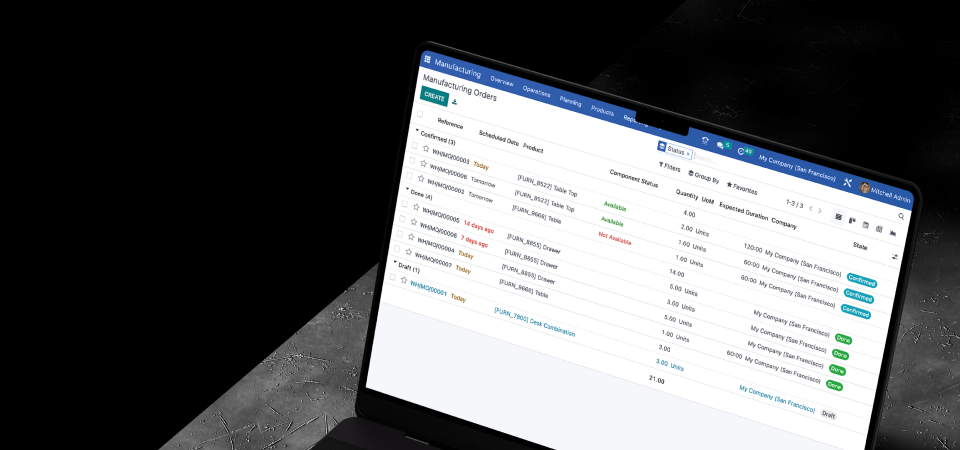 Manufacturing Overview Operations Planning Products
5 40 My Company (San Francisco) Mitchell Admin
Manufacturing Orders
CREATE
Status ×
Filters Group By Favorites
1-3 / 3
Reference Scheduled Date Product Component Status Quantity UoM Expected Duration Company State
Confirmed (3) 4.00
WH/MO/00003 Today [FURN_8522] Table Top Available 2.00 Units 120:00 My Company (San Francisco) Confirmed
WH/MO/00008 Tomorrow [FURN_8522] Table Top Available 1.00 Units 60:00 My Company (San Francisco) Confirmed
WH/MO/00002 Tomorrow [FURN_9666] Table Not Available 1.00 Units 60:00 My Company (San Francisco) Confirmed
Done (4) 14.00
WH/MO/00005 14 days ago [FURN_8855] Drawer 5.00 Units My Company (San Francisco) Done
WH/MO/00006 7 days ago [FURN_8855] Drawer 3.00 Units My Company (San Francisco) Done
WH/MO/00004 Today [FURN_8855] Drawer 5.00 Units My Company (San Francisco) Done
WH/MO/00007 Today [FURN_9666] Table 1.00 Units 60:00 My Company (San Francisco) Done
Draft (1) 3.00
WH/MO/00001 Today [FURN_7800] Desk Combination 3.00 Units My Company (San Francisco) Draft
21.00